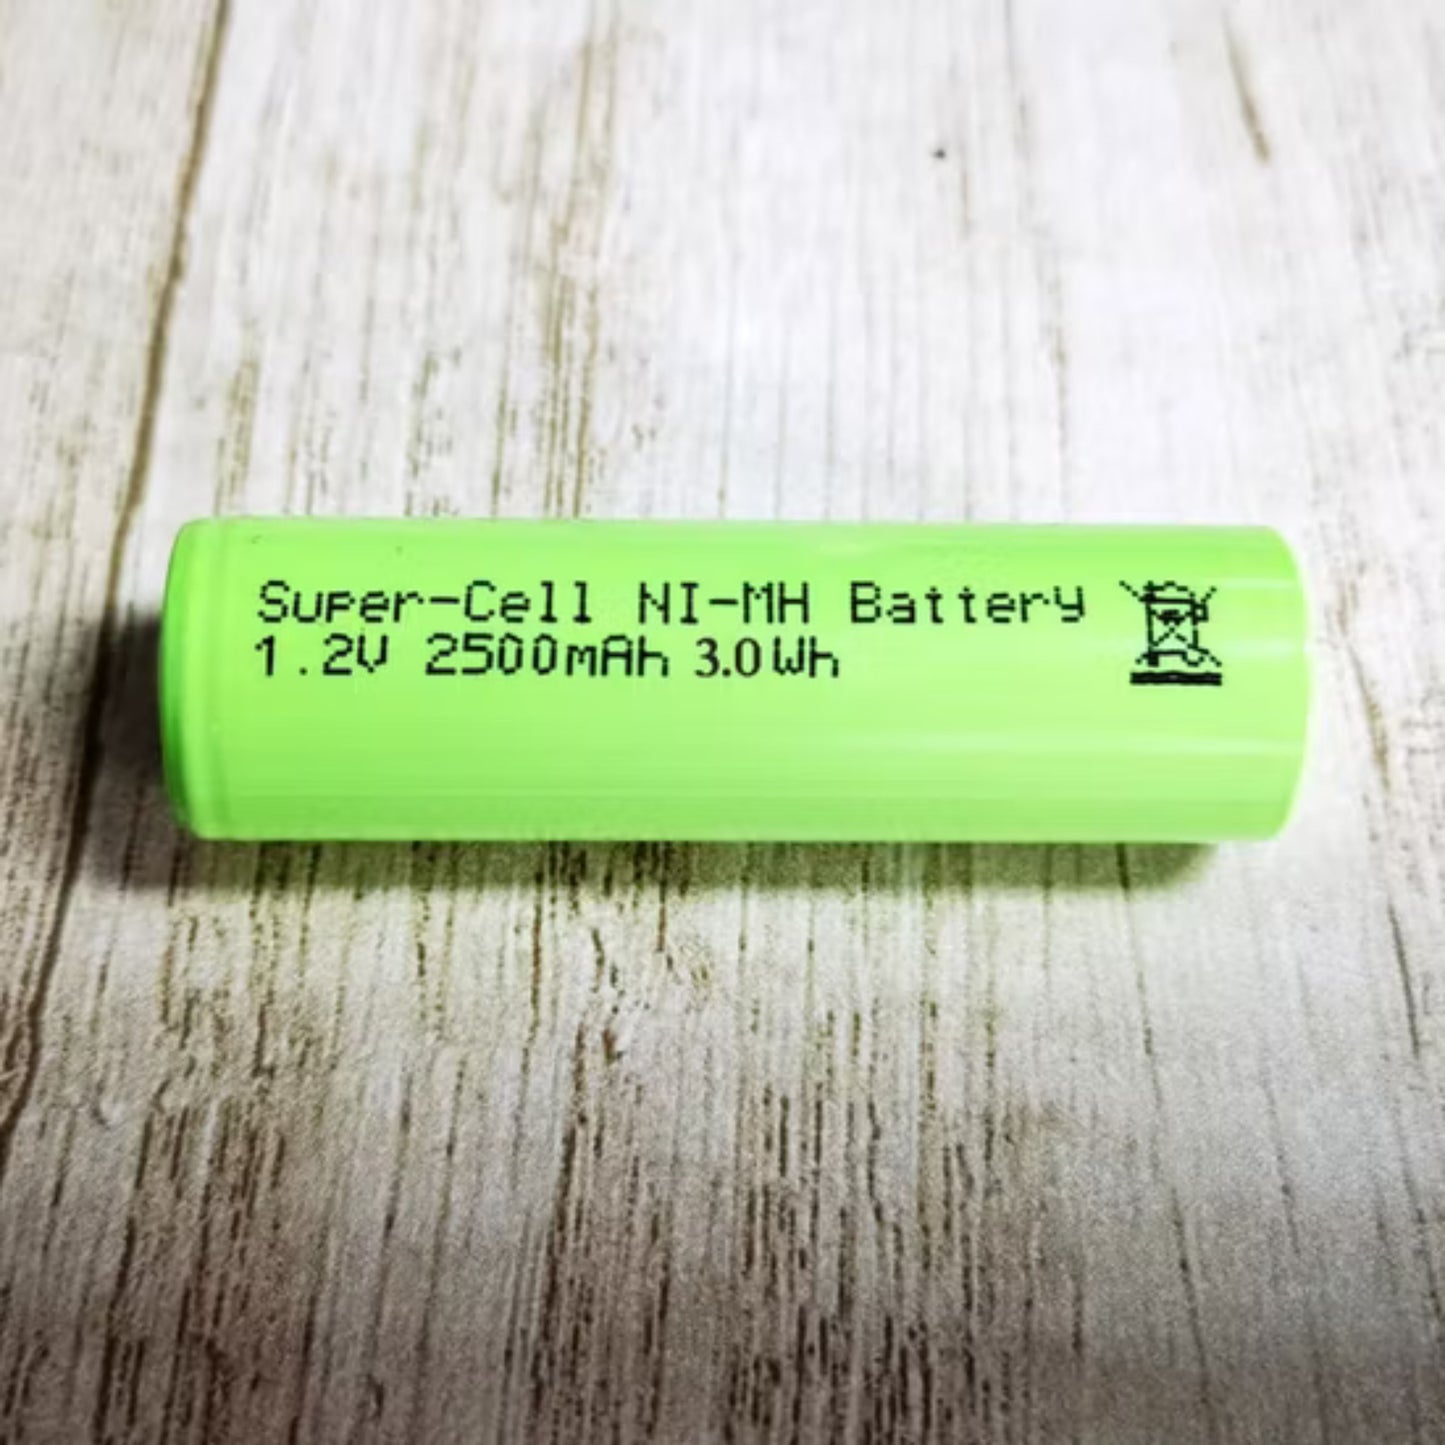 Super-Cell NI-MH Battery
1.2V 2500mAh 3.0Wh